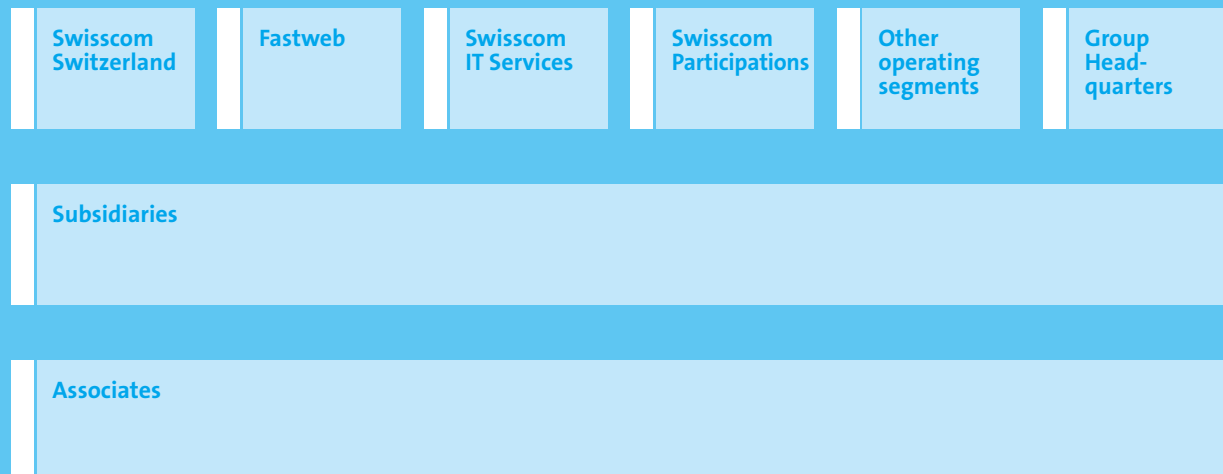 Swisscom
Switzerland
Fastweb
Swisscom
IT Services
Swisscom
Participations
Other
operating
segments
Group
Head-
quarters
Subsidiaries
Associates